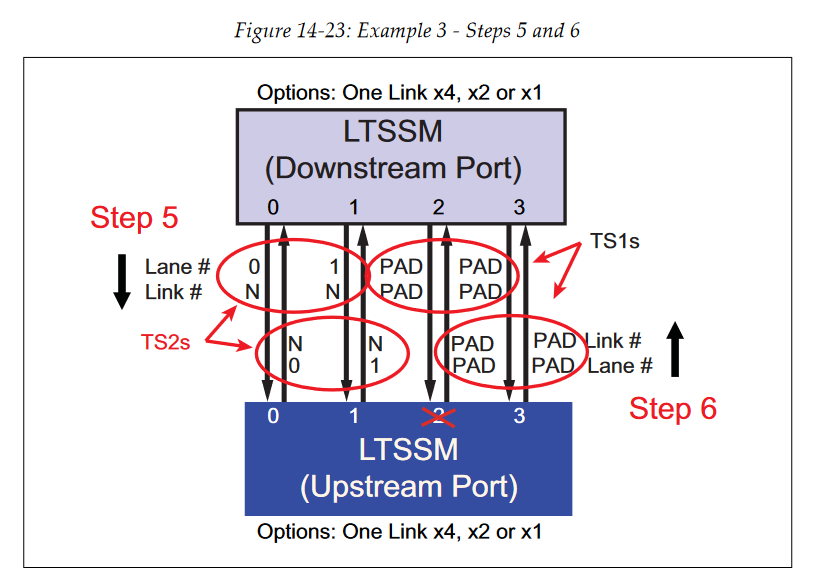 Figure 14-23: Example 3 - Steps 5 and 6
Options: One Link x4, x2 or x1
LTSSM
(Downstream Port)
0 1 2 3
Step 5
TS1s
Lane # 0 1 PAD PAD
Link # N N PAD PAD
TS2s
N N PAD PAD Link #
0 1 PAD PAD Lane #
Step 6
0 1 2 3
LTSSM
(Upstream Port)
Options: One Link x4, x2 or x1